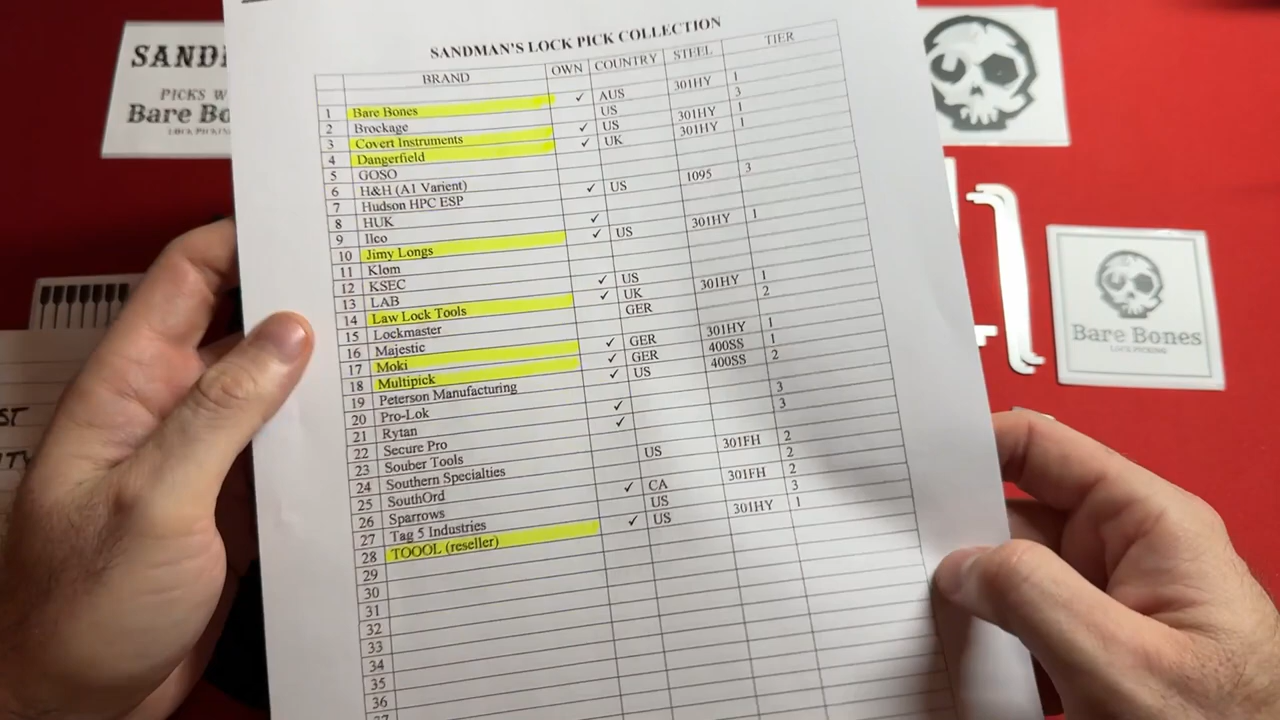 SANDMAN'S LOCK PICK COLLECTION
BRAND OWN COUNTRY STEEL TIER
1 Bare Bones ✓ AUS 301HY 1
2 Brockage US 3
3 Covert Instruments ✓ US 301HY 1
4 Dangerfield ✓ UK 301HY 1
5 GOSO
6 H&H (A1 Varient)
7 Hudson HPC ESP ✓ US 1095 3
8 HUK
9 Ilco ✓
10 Jimy Longs ✓ US 301HY 1
11 Klom
12 KSEC
13 LAB ✓ US
14 Law Lock Tools ✓ UK 301HY 1
15 Lockmaster GER 2
16 Majestic
17 Moki ✓ GER 301HY 1
18 Multipick ✓ GER 400SS 1
19 Peterson Manufacturing ✓ US 400SS 2
20 Pro-Lok
21 Rytan ✓ 3
22 Secure Pro ✓ 3
23 Souber Tools
24 Southern Specialties US 301FH 2
25 SouthOrd 2
26 Sparrows ✓ CA 301FH 2
27 Tag 5 Industries US 3
28 TOOOL (reseller) ✓ US 301HY 1
29
30
31
32
33
34
35
36
37
SAND
PICKS W
Bare Bo
LOCK PICKIN
ST
TY
Bare Bones
LOCK PICKING